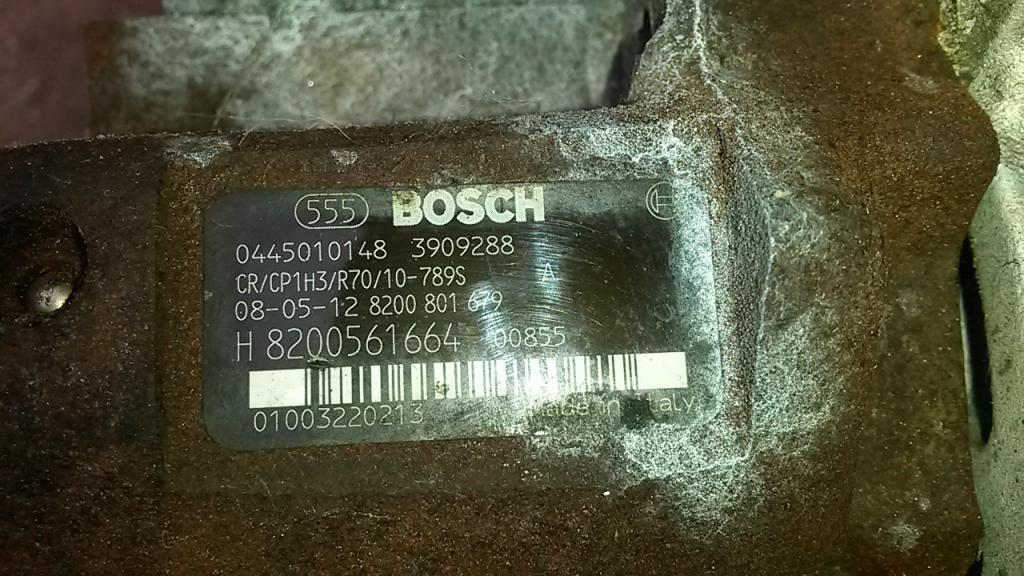 555 BOSCH
0445010148 3909288
CR/CP1H3/R70/10-789S A
08-05-12 8200 801 679
H 8200561664 00855
01003220213 Made in Italy